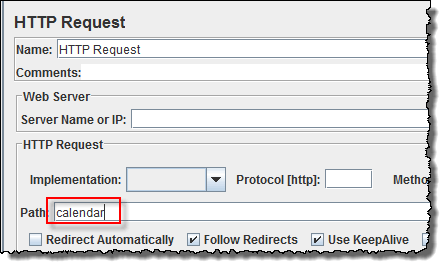 HTTP Request
Name: HTTP Request
Comments:
Web Server
Server Name or IP:
HTTP Request
Implementation: Protocol [http]: Metho
Path: calendar
Redirect Automatically Follow Redirects Use KeepAlive